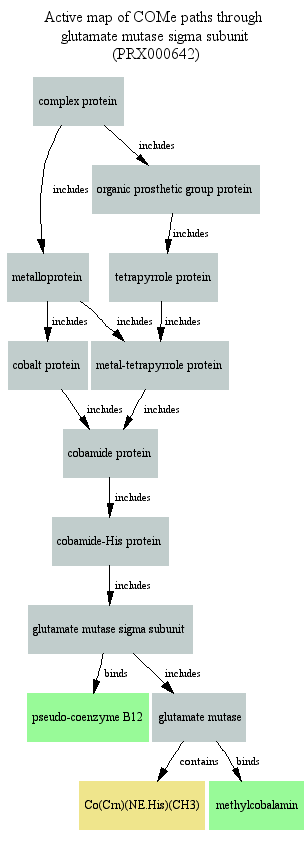 Active map of COMe paths through
glutamate mutase sigma subunit
(PRX000642)
complex protein
includes
includes
organic prosthetic group protein
includes
metalloprotein
tetrapyrrole protein
includes
includes
includes
cobalt protein
metal-tetrapyrrole protein
includes
includes
cobamide protein
includes
cobamide-His protein
includes
glutamate mutase sigma subunit
binds
includes
pseudo-coenzyme B12
glutamate mutase
contains
binds
Co(Crn)(NE.His)(CH3)
methylcobalamin